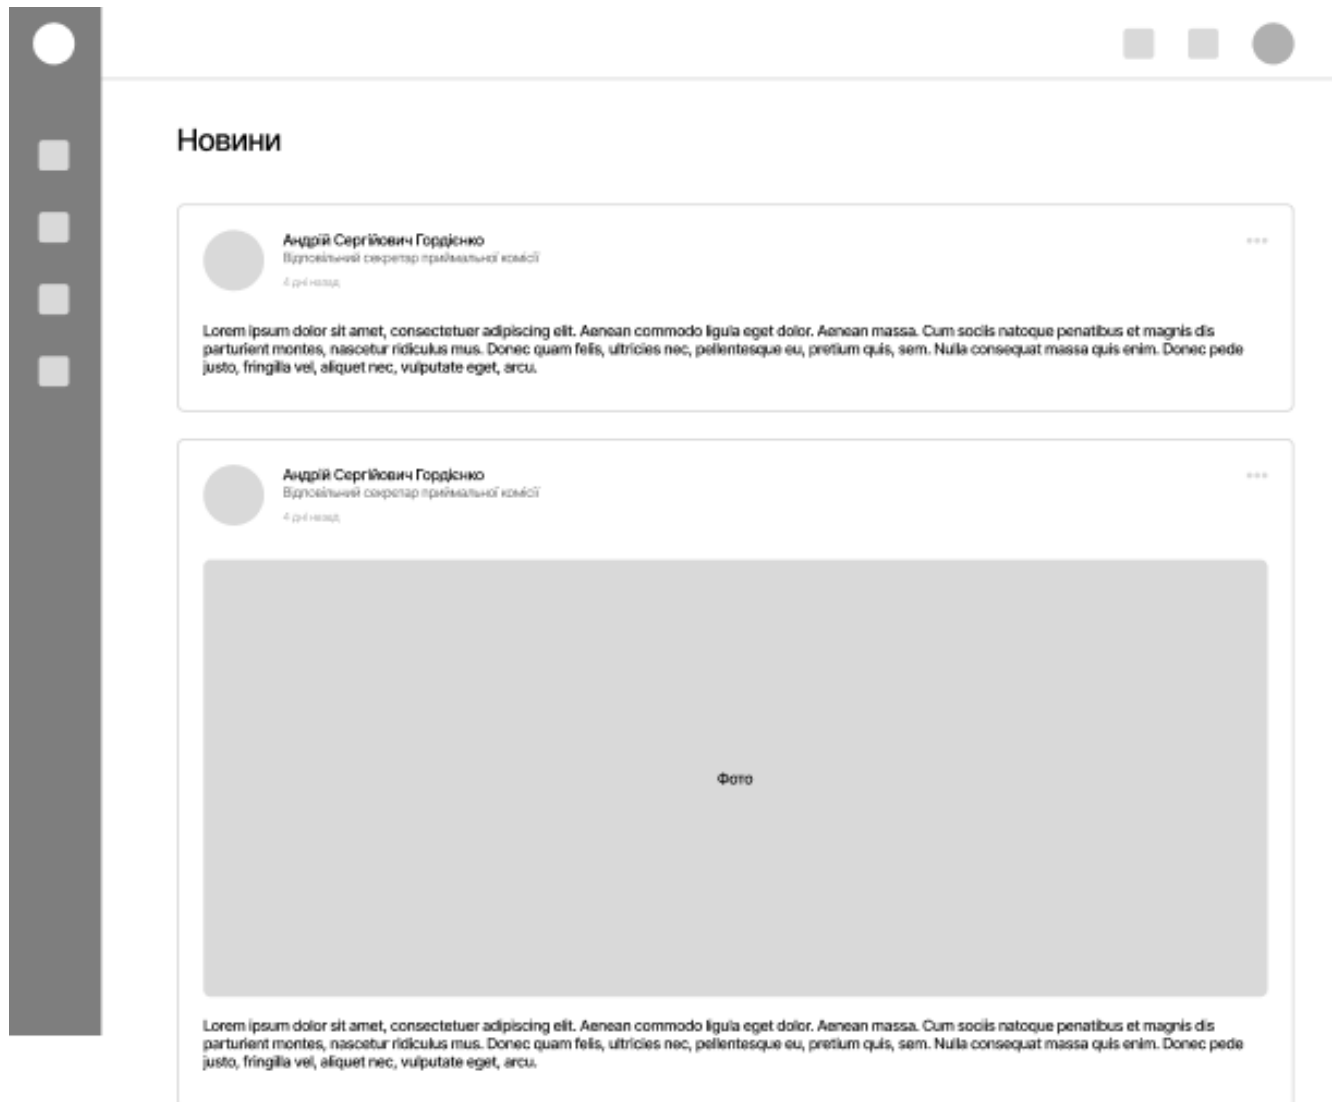 Новини
Андрій Сергійович Гордієнко
Відповільний секретар приймальної комісії
4 дні назад
Lorem ipsum dolor sit amet, consectetuer adipiscing elit. Aenean commodo ligula eget dolor. Aenean massa. Cum sociis natoque penatibus et magnis dis
parturient montes, nascetur ridiculus mus. Donec quam felis, ultricies nec, pellentesque eu, pretium quis, sem. Nulla consequat massa quis enim. Donec pede
justo, fringilla vel, aliquet nec, vulputate eget, arcu.
Андрій Сергійович Гордієнко
Відповільний секретар приймальної комісії
4 дні назад
Фото
Lorem ipsum dolor sit amet, consectetuer adipiscing elit. Aenean commodo ligula eget dolor. Aenean massa. Cum sociis natoque penatibus et magnis dis
parturient montes, nascetur ridiculus mus. Donec quam felis, ultricies nec, pellentesque eu, pretium quis, sem. Nulla consequat massa quis enim. Donec pede
justo, fringilla vel, aliquet nec, vulputate eget, arcu.